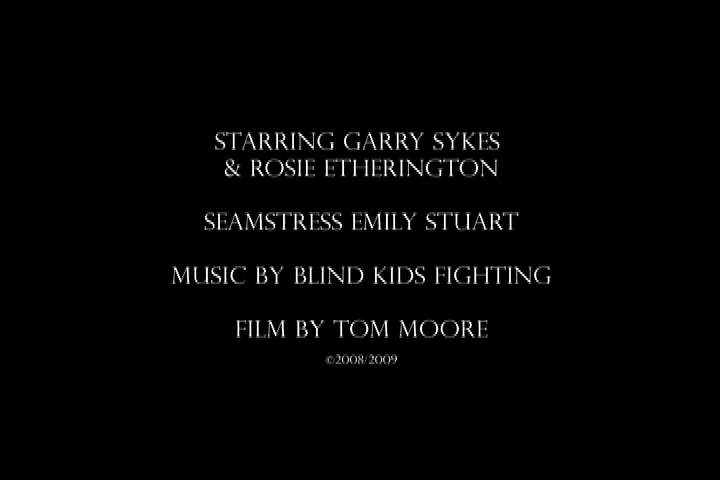 STARRING GARRY SYKES
& ROSIE ETHERINGTON
SEAMSTRESS EMILY STUART
MUSIC BY BLIND KIDS FIGHTING
FILM BY TOM MOORE
©2008/2009